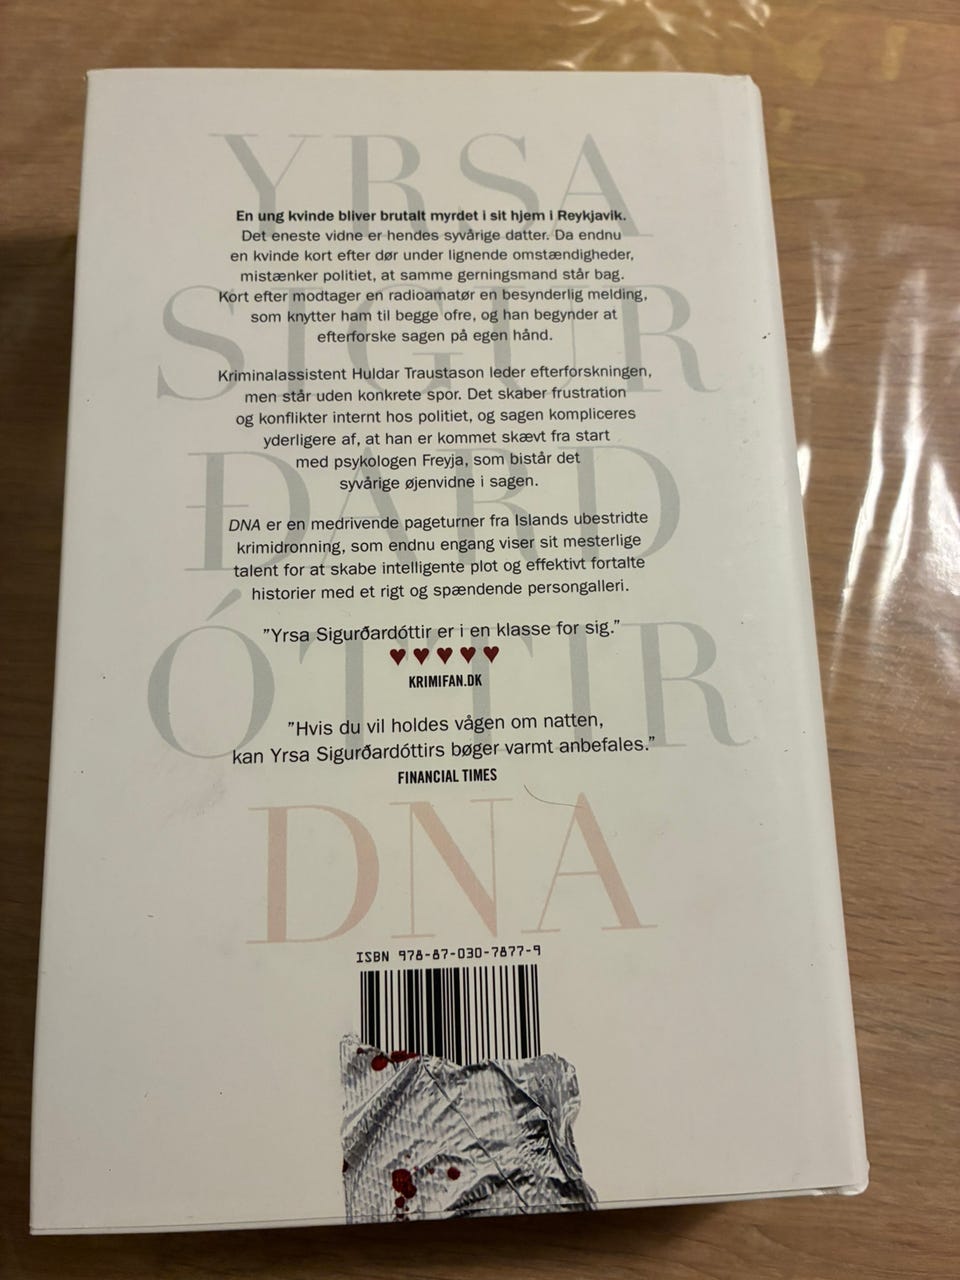 YRSA
SIGUR
ÐARD
ÓTTIR
DNA
En ung kvinde bliver brutalt myrdet i sit hjem i Reykjavik.
Det eneste vidne er hendes syvårige datter. Da endnu
en kvinde kort efter dør under lignende omstændigheder,
mistænker politiet, at samme gerningsmand står bag.
Kort efter modtager en radioamatør en besynderlig melding,
som knytter ham til begge ofre, og han begynder at
efterforske sagen på egen hånd.
Kriminalassistent Huldar Traustason leder efterforskningen,
men står uden konkrete spor. Det skaber frustration
og konflikter internt hos politiet, og sagen kompliceres
yderligere af, at han er kommet skævt fra start
med psykologen Freyja, som bistår det
syvårige øjenvidne i sagen.
DNA er en medrivende pageturner fra Islands ubestridte
krimidronning, som endnu engang viser sit mesterlige
talent for at skabe intelligente plot og effektivt fortalte
historier med et rigt og spændende persongalleri.
”Yrsa Sigurðardóttir er i en klasse for sig.”
♥♥♥♥♥
KRIMIFAN.DK
”Hvis du vil holdes vågen om natten,
kan Yrsa Sigurðardóttirs bøger varmt anbefales.”
FINANCIAL TIMES
ISBN 978-87-030-7877-9